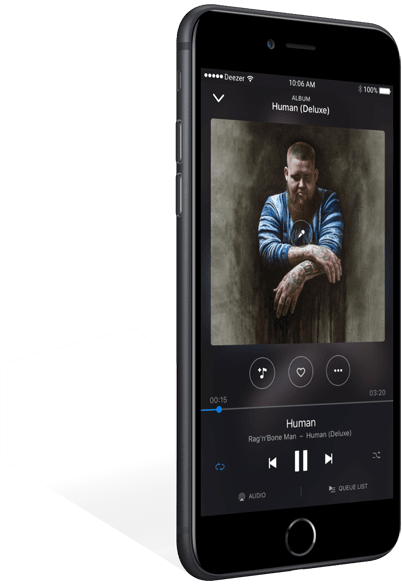 Deezer
10:06 AM
100%
ALBUM
Human (Deluxe)
00:15
03:20
Human
Rag'n'Bone Man – Human (Deluxe)
AUDIO
QUEUE LIST